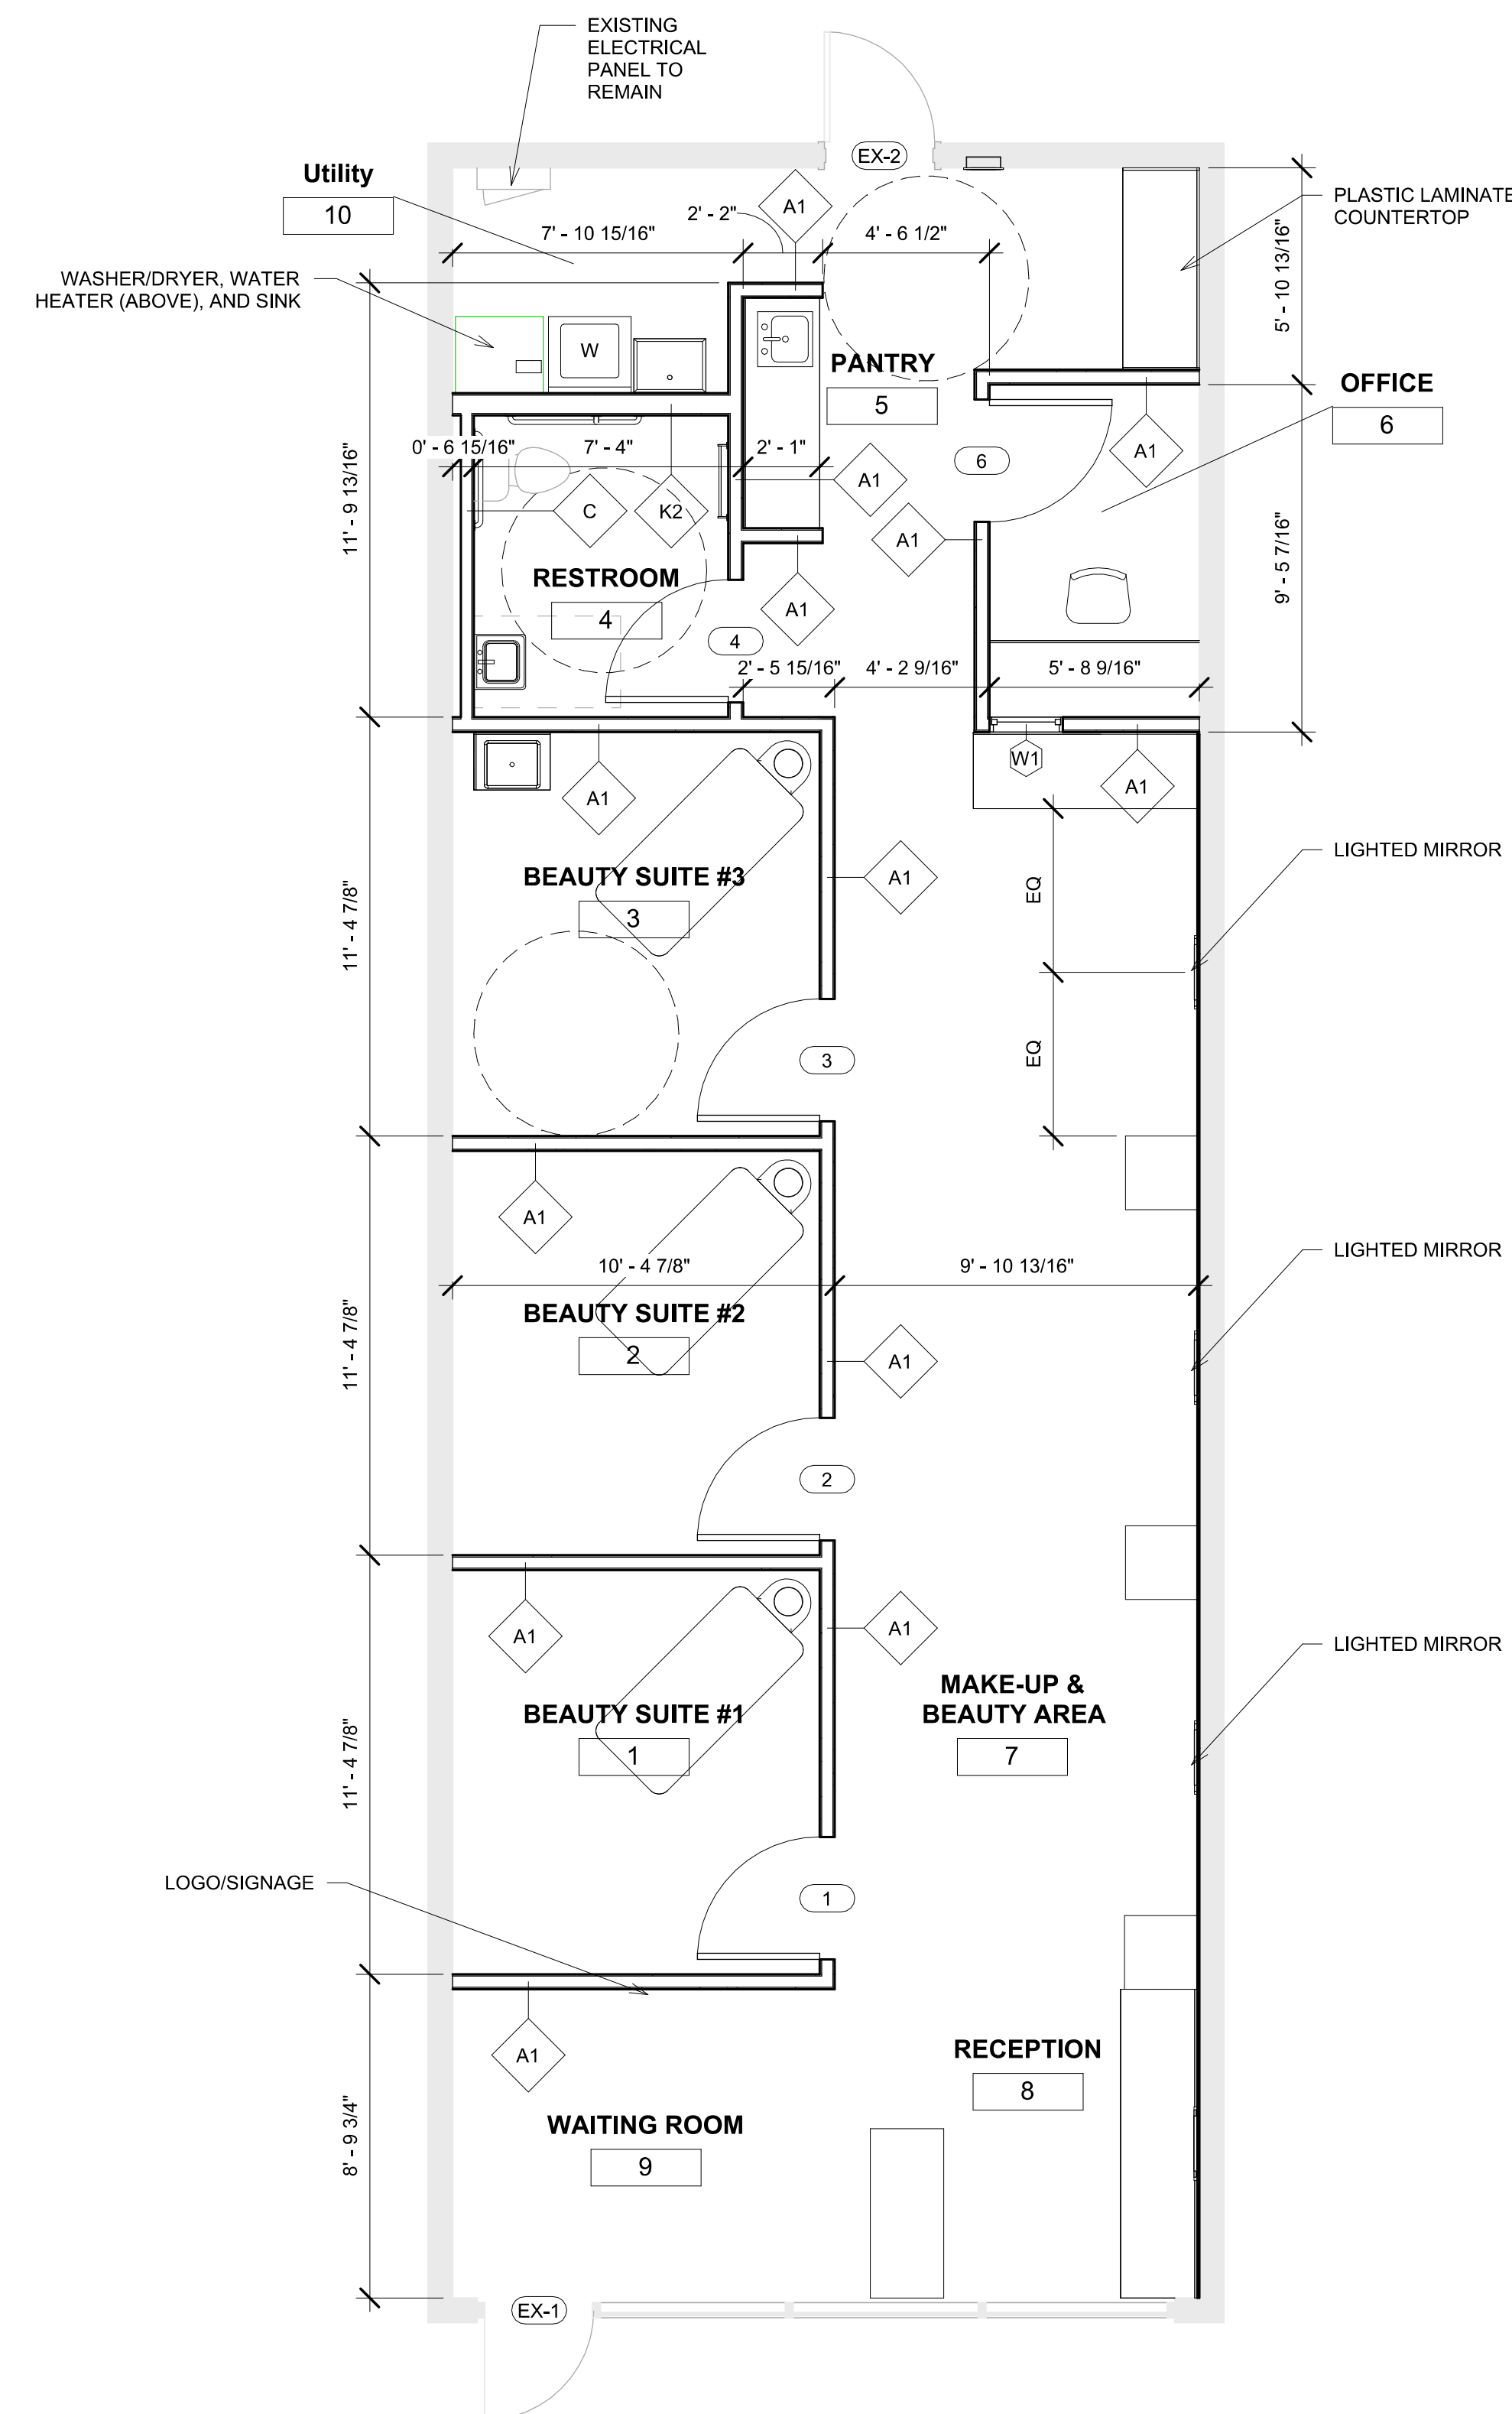 EXISTING
ELECTRICAL
PANEL TO
REMAIN
EX-2
Utility
10
A1
2' - 2"
7' - 10 15/16"
4' - 6 1/2"
PLASTIC LAMINATE
COUNTERTOP
5' - 10 13/16"
WASHER/DRYER, WATER
HEATER (ABOVE), AND SINK
W
PANTRY
5
OFFICE
6
0' - 6 15/16"
7' - 4"
2' - 1"
6
A1
A1
C
K2
A1
11' - 9 13/16"
9' - 5 7/16"
RESTROOM
4
A1
4
2' - 5 15/16"
4' - 2 9/16"
5' - 8 9/16"
W1
A1
A1
LIGHTED MIRROR
BEAUTY SUITE #3
3
A1
EQ
11' - 4 7/8"
EQ
3
A1
LIGHTED MIRROR
10' - 4 7/8"
9' - 10 13/16"
BEAUTY SUITE #2
2
A1
11' - 4 7/8"
2
A1
A1
LIGHTED MIRROR
BEAUTY SUITE #1
1
MAKE-UP &
BEAUTY AREA
7
11' - 4 7/8"
LOGO/SIGNAGE
1
A1
RECEPTION
8
WAITING ROOM
9
8' - 9 3/4"
EX-1